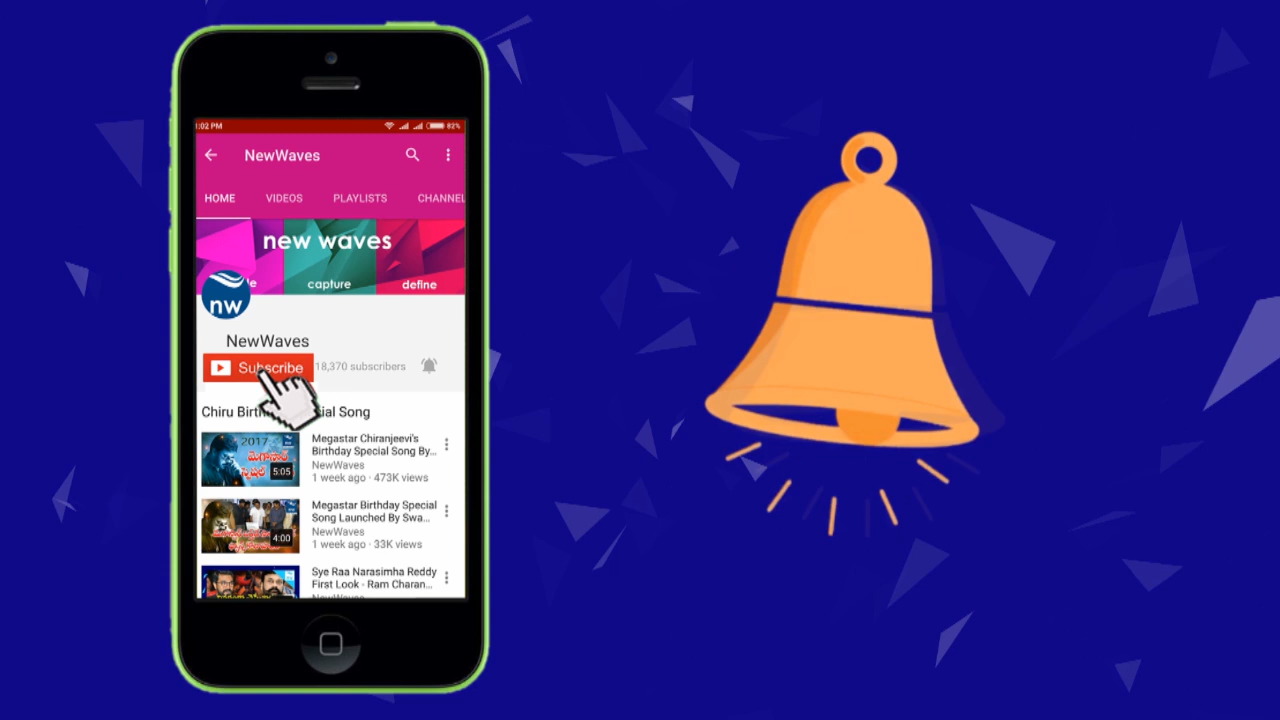 1:02 PM
82%
NewWaves
HOME VIDEOS PLAYLISTS CHANNEL
new waves
capture define
nw
NewWaves
Subscribe 18,370 subscribers
Chiru Birth ial Song
2017
మెగాస్టార్
స్పెషల్
5:05
Megastar Chiranjeevi's
Birthday Special Song By...
NewWaves
1 week ago · 473K views
4:00
Megastar Birthday Special
Song Launched By Swa...
NewWaves
1 week ago · 33K views
Sye Raa Narasimha Reddy
First Look - Ram Charan...
NewWaves